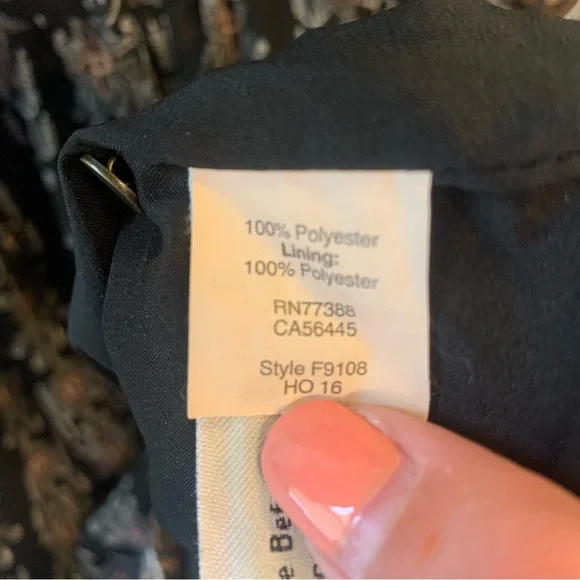 100% Polyester
Lining:
100% Polyester
RN77388
CA56445
Style F9108
HO 16